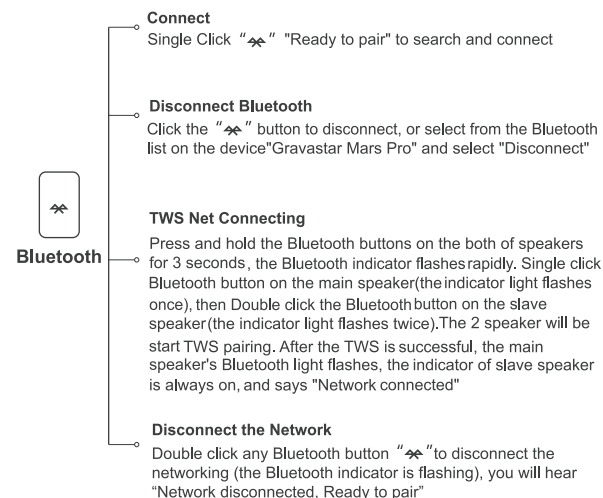 Connect
Single Click “ ” "Ready to pair" to search and connect
Disconnect Bluetooth
Click the “ ” button to disconnect, or select from the Bluetooth
list on the device"Gravastar Mars Pro" and select "Disconnect"
Bluetooth
TWS Net Connecting
Press and hold the Bluetooth buttons on the both of speakers
for 3 seconds, the Bluetooth indicator flashes rapidly. Single click
Bluetooth button on the main speaker(the indicator light flashes
once), then Double click the Bluetooth button on the slave
speaker(the indicator light flashes twice).The 2 speaker will be
start TWS pairing. After the TWS is successful, the main
speaker's Bluetooth light flashes, the indicator of slave speaker
is always on, and says "Network connected"
Disconnect the Network
Double click any Bluetooth button “ ”to disconnect the
networking (the Bluetooth indicator is flashing), you will hear
“Network disconnected, Ready to pair”